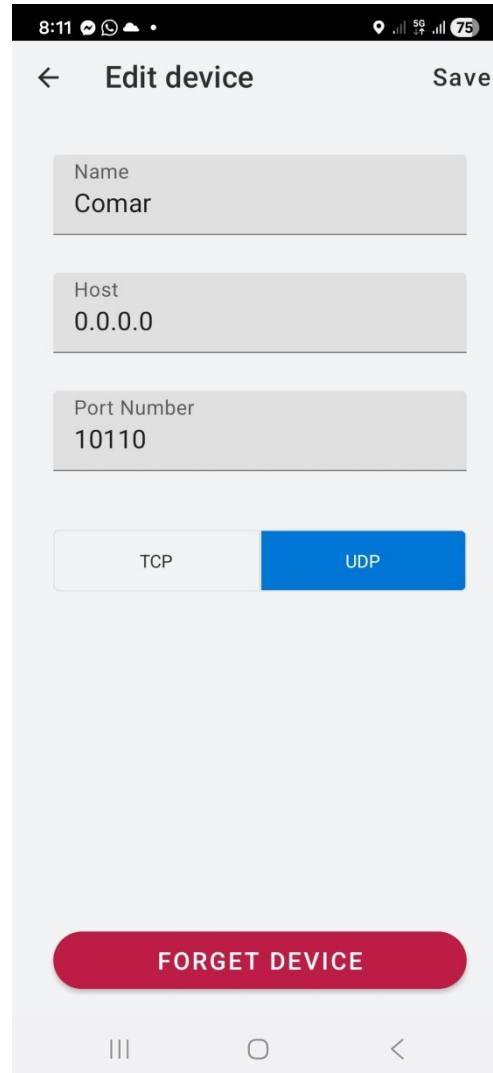 8:11
5G 75
Edit device Save
Name
Comar
Host
0.0.0.0
Port Number
10110
TCP UDP
FORGET DEVICE